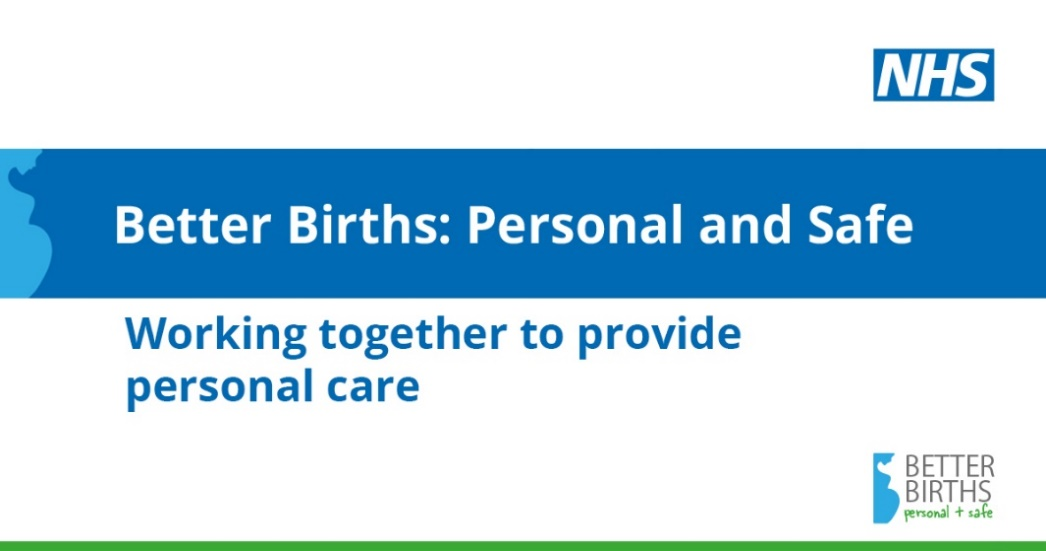 NHS
Better Births: Personal and Safe
Working together to provide
personal care
BETTER
BIRTHS
personal + safe